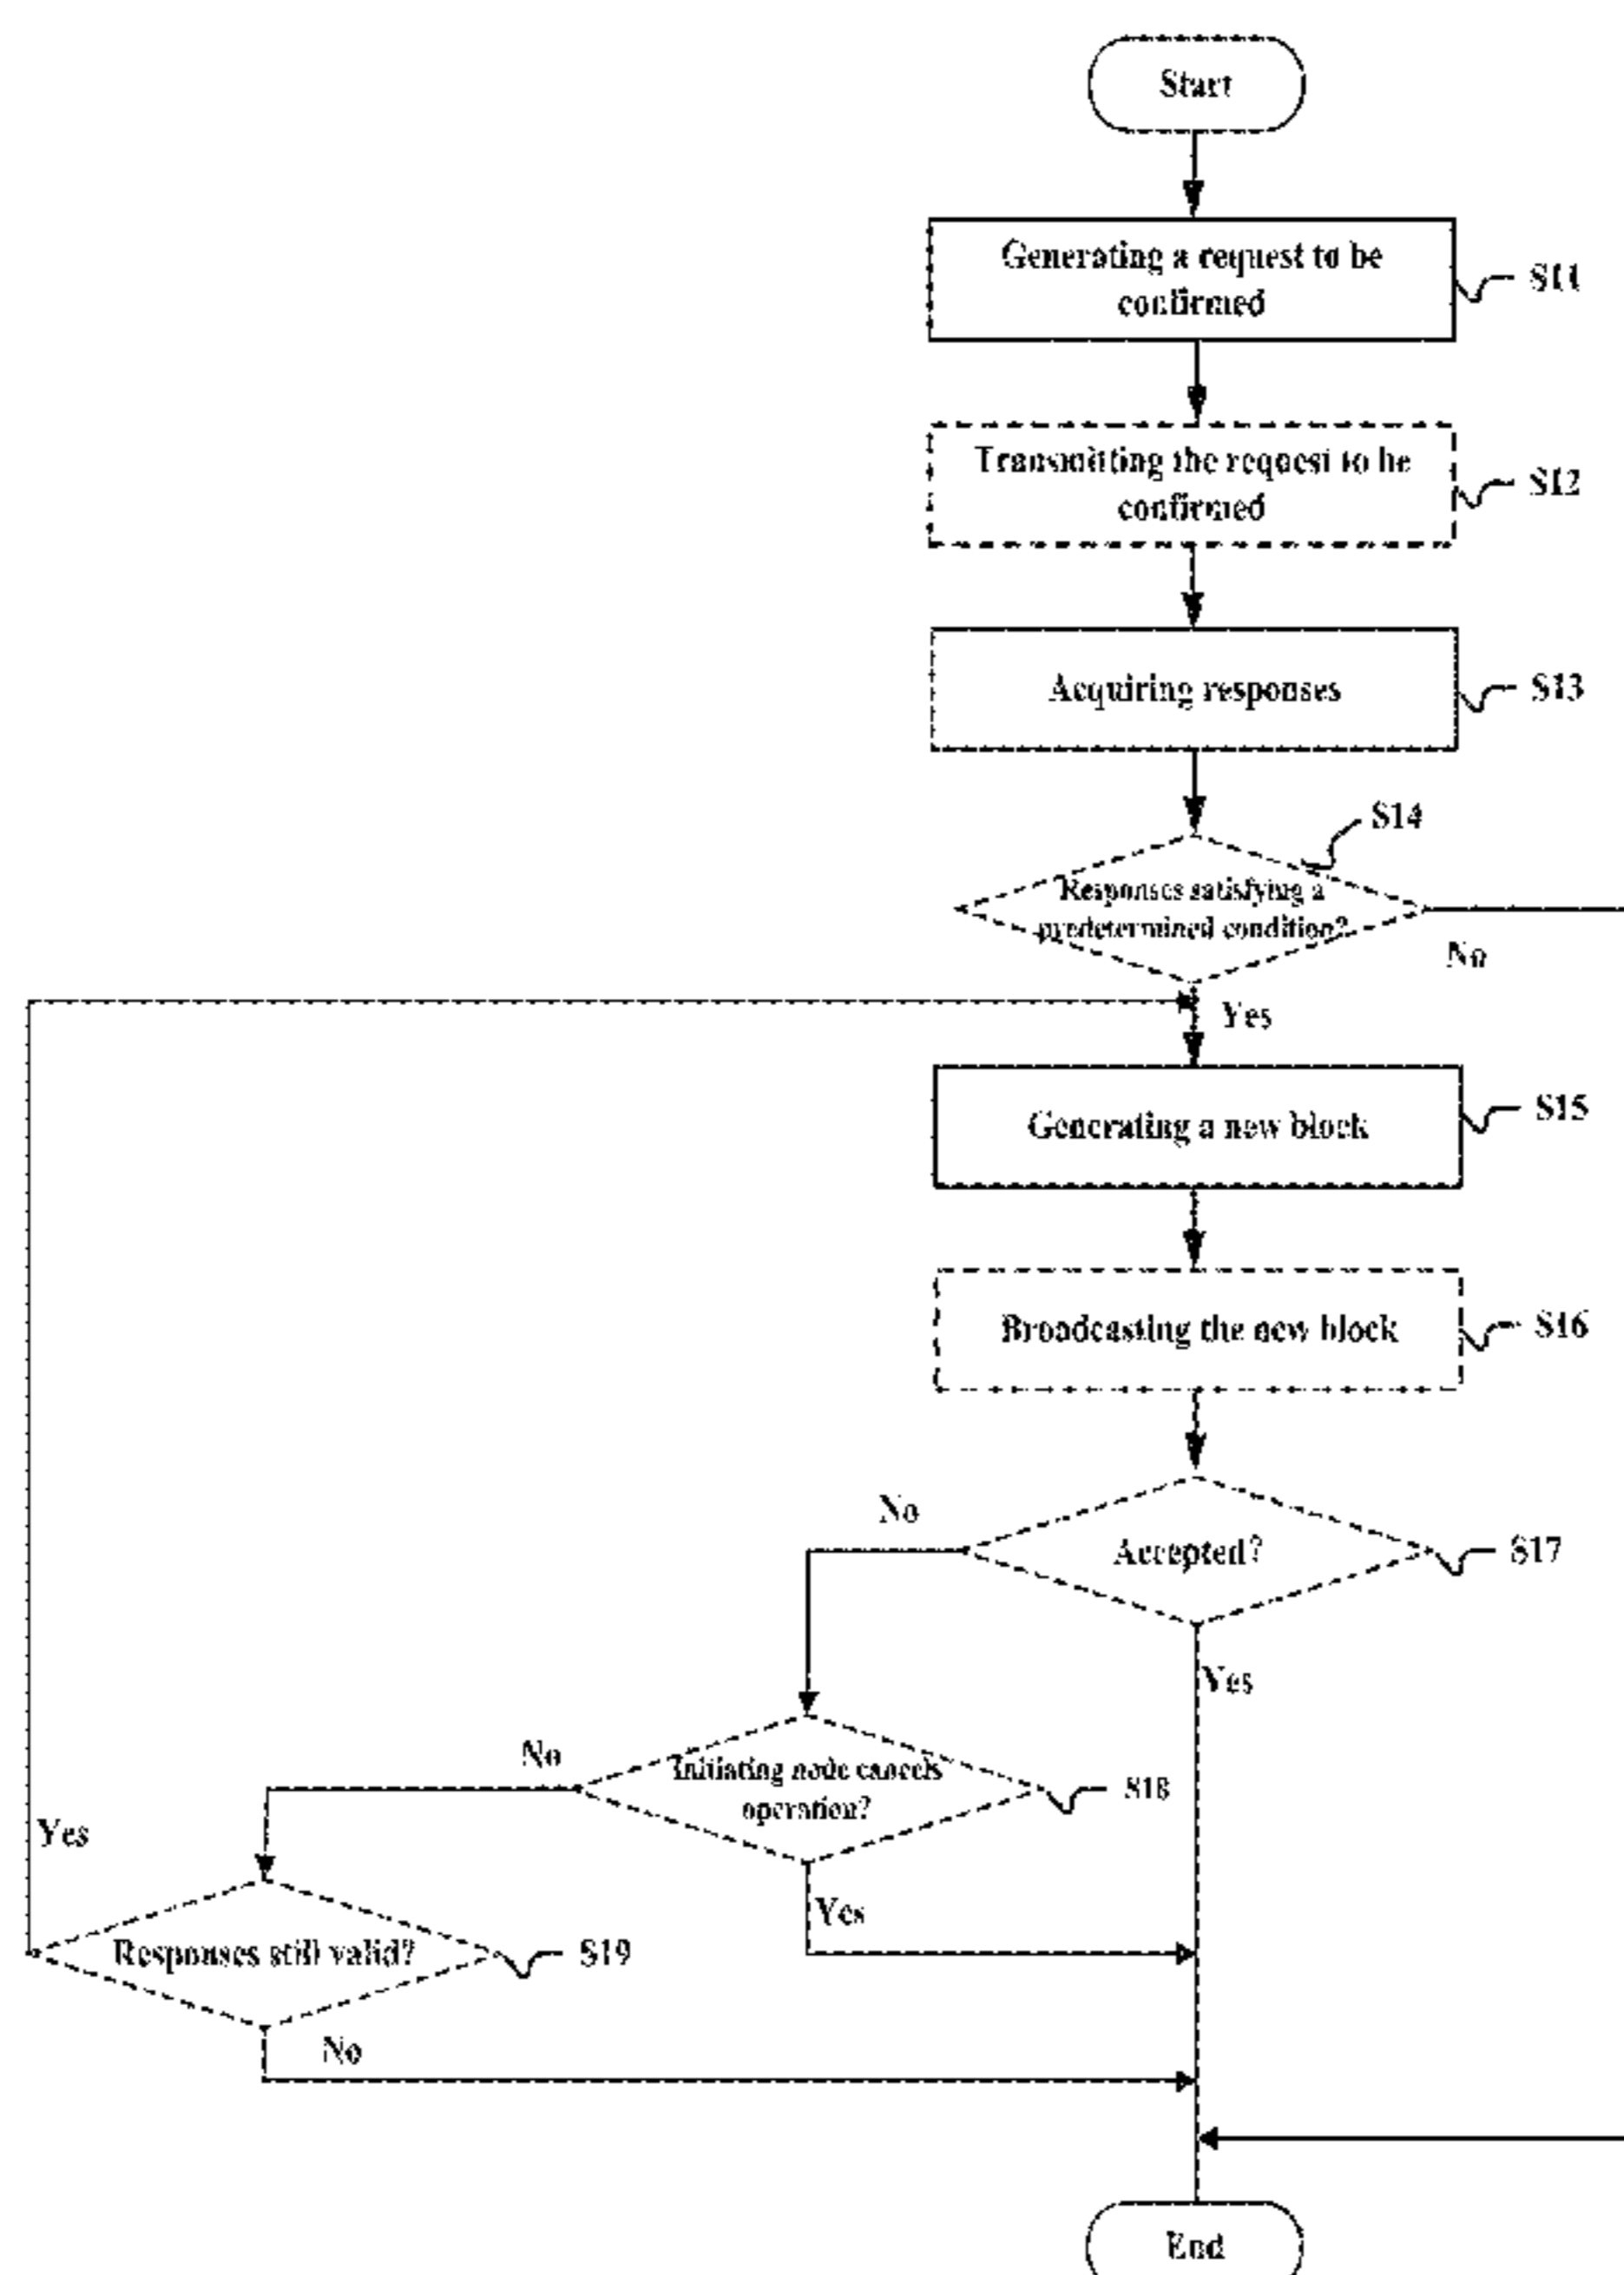 Start
Generating a request to be
confirmed
S11
Transmitting the request to be
confirmed
S12
Acquiring responses
S13
S14
Responses satisfying a
predetermined condition?
No
Yes
Generating a new block
S15
Broadcasting the new block
S16
No
Accepted?
S17
Yes
No
Initiating node cancels
operation?
S18
Yes
Yes
Responses still valid?
S19
No
End